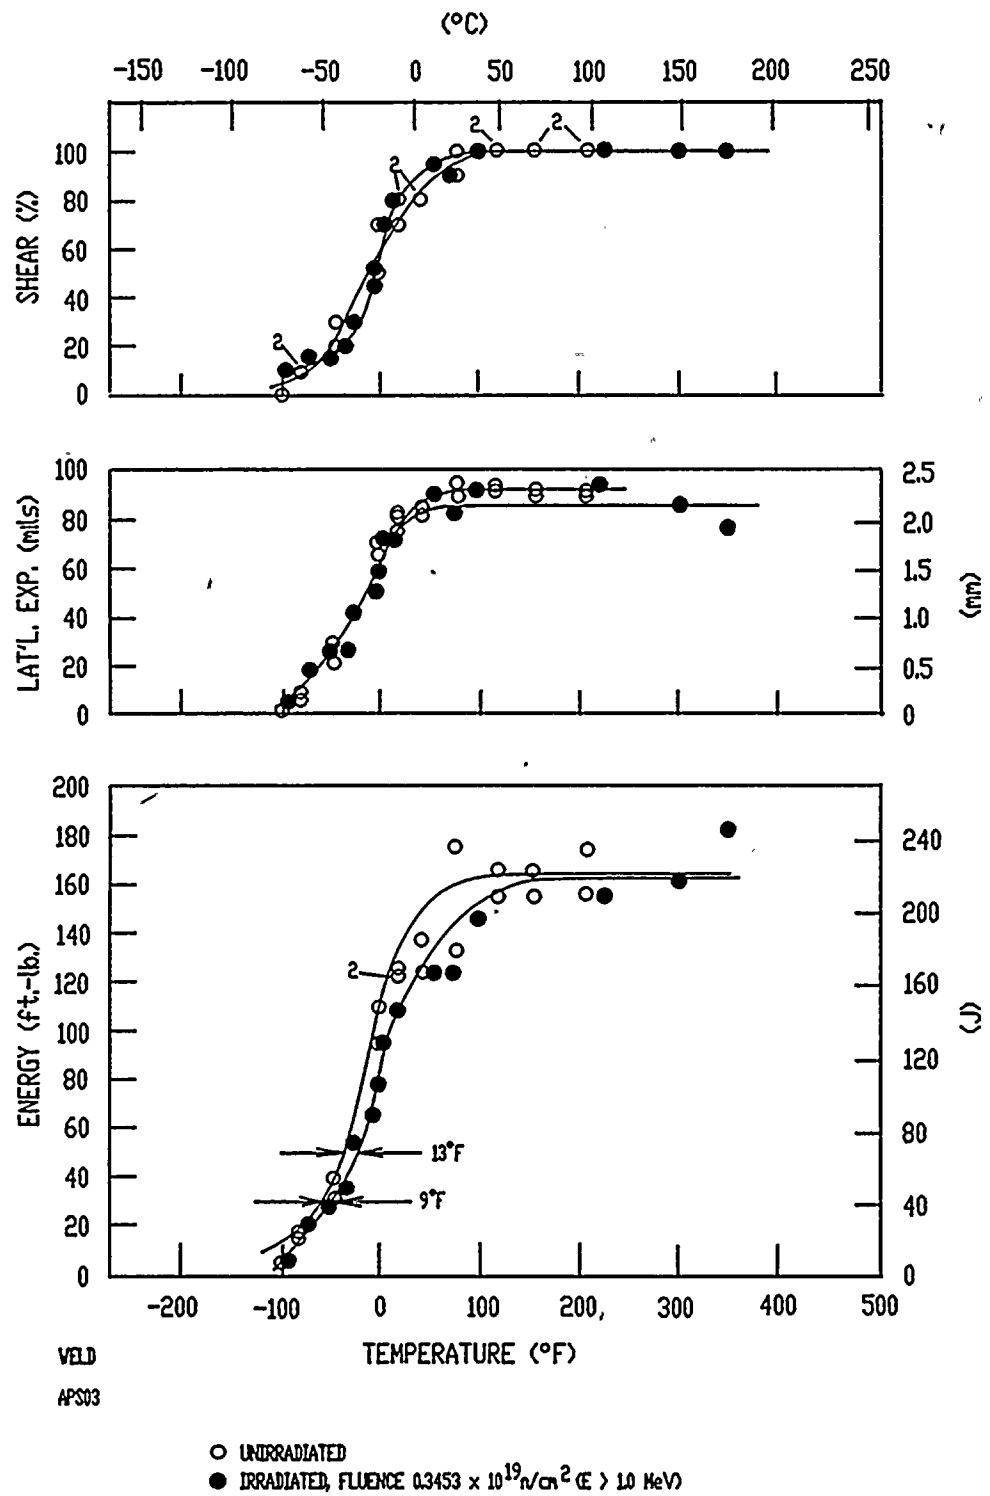 (°C)
-150 -100 -50 0 50 100 150 200 250
SHEAR (%)
100
80
60
40
20
0
2
2
2
2
LAT'L. EXP. (mils)
100
80
60
40
20
0
2.5
2.0
1.5
1.0
0.5
0
(mm)
ENERGY (ft.-lb.)
200
180
160
140
120
100
80
60
40
20
0
2
13°F
9°F
240
200
160
120
80
40
0
(J)
-200 -100 0 100 200, 300 400 500
TEMPERATURE (°F)
WELD
APS03
○ UNIRRADIATED
● IRRADIATED, FLUENCE 0.3453 x 10¹⁹n/cm² (E > 1.0 MeV)